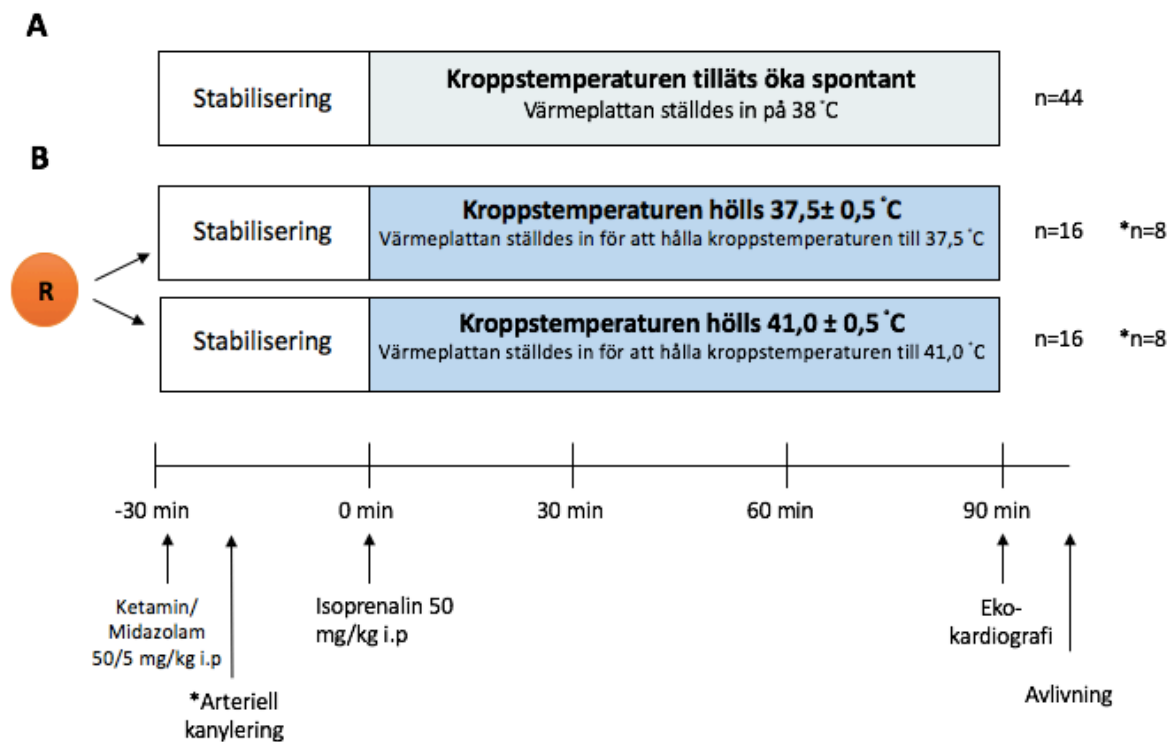 A
Stabilisering
Kroppstemperaturen tilläts öka spontant
Värmeplattan ställdes in på 38 ˚C
n=44
B
R
Stabilisering
Kroppstemperaturen hölls 37,5± 0,5 ˚C
Värmeplattan ställdes in för att hålla kroppstemperaturen till 37,5 ˚C
n=16 *n=8
Stabilisering
Kroppstemperaturen hölls 41,0 ± 0,5 ˚C
Värmeplattan ställdes in för att hålla kroppstemperaturen till 41,0 ˚C
n=16 *n=8
-30 min 0 min 30 min 60 min 90 min
Ketamin/
Midazolam
50/5 mg/kg i.p
*Arteriell
kanylering
Isoprenalin 50
mg/kg i.p
Eko-
kardiografi
Avlivning